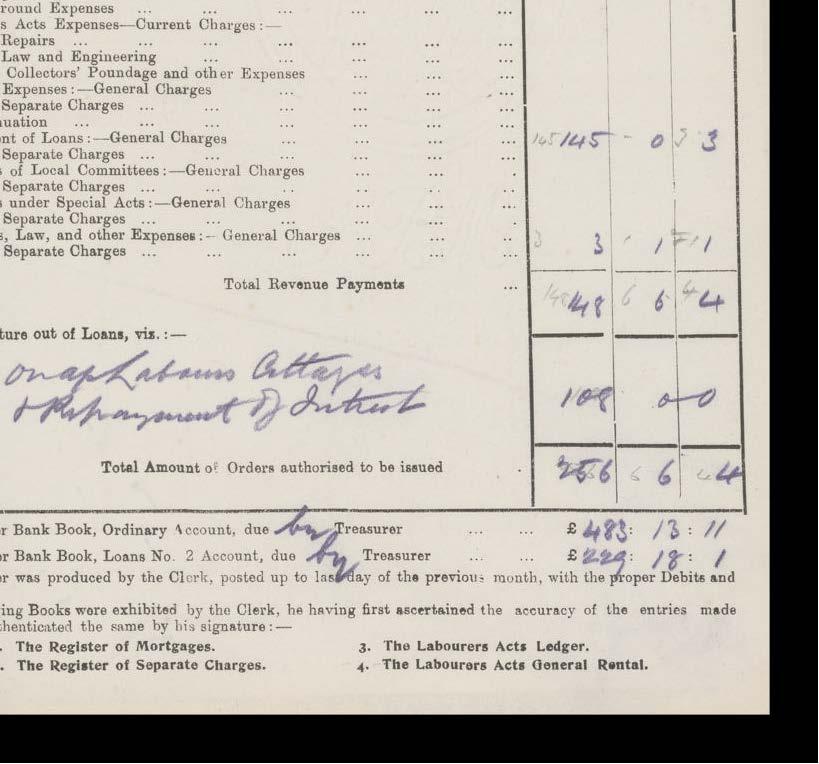 round Expenses ... ... ... ... ... ...
s Acts Expenses—Current Charges:—
Repairs ... ... ... ... ... ... ...
Law and Engineering ... ... ... ... ...
Collectors' Poundage and other Expenses ... ... ...
Expenses:—General Charges ... ... ... ...
Separate Charges ... ... ... ... ... ...
uation ... ... ... ... ... ... ...
nt of Loans:—General Charges ... ... ... ... 145 0 3
Separate Charges ... ... ... ... ... ...
s of Local Committees:—General Charges ... ... .
Separate Charges ... ... .. .. ... .
s under Special Acts:—General Charges ... ... ..
Separate Charges ... ... ... ... ... ..
s, Law, and other Expenses:—General Charges ... ... .. 3 1
Separate Charges ... ... ... ... ... ...
Total Revenue Payments ... 148 6 4
ture out of Loans, viz.:—
Labourers Cottages
& Repayment of Interest 108 0 0
Total Amount of Orders authorised to be issued . 256 6 4
r Bank Book, Ordinary Account, due by Treasurer ... ... £ 483: 13: 11
r Bank Book, Loans No. 2 Account, due by Treasurer ... ... £ 229: 18: 1
r was produced by the Clerk, posted up to last day of the previous month, with the proper Debits and
ing Books were exhibited by the Clerk, he having first ascertained the accuracy of the entries made
thenticated the same by his signature:—
. The Register of Mortgages. 3. The Labourers Acts Ledger.
. The Register of Separate Charges. 4. The Labourers Acts General Rental.